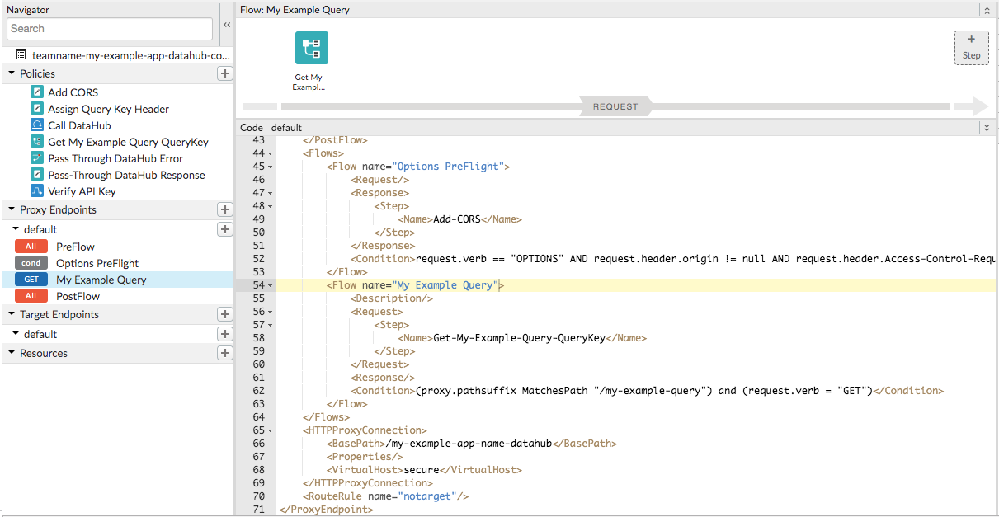 Navigator
Search
teamname-my-example-app-datahub-co...
Policies
Add CORS
Assign Query Key Header
Call DataHub
Get My Example Query QueryKey
Pass Through DataHub Error
Pass-Through DataHub Response
Verify API Key
Proxy Endpoints
default
All PreFlow
cond Options PreFlight
GET My Example Query
All PostFlow
Target Endpoints
default
Resources
Flow: My Example Query
Get My
Exampl...
+
Step
REQUEST
Code default
43 </PostFlow>
44 <Flows>
45 <Flow name="Options PreFlight">
46 <Request/>
47 <Response>
48 <Step>
49 <Name>Add-CORS</Name>
50 </Step>
51 </Response>
52 <Condition>request.verb == "OPTIONS" AND request.header.origin != null AND request.header.Access-Control-Requ
53 </Flow>
54 <Flow name="My Example Query">
55 <Description/>
56 <Request>
57 <Step>
58 <Name>Get-My-Example-Query-QueryKey</Name>
59 </Step>
60 </Request>
61 <Response/>
62 <Condition>(proxy.pathsuffix MatchesPath "/my-example-query") and (request.verb = "GET")</Condition>
63 </Flow>
64 </Flows>
65 <HTTPProxyConnection>
66 <BasePath>/my-example-app-name-datahub</BasePath>
67 <Properties/>
68 <VirtualHost>secure</VirtualHost>
69 </HTTPProxyConnection>
70 <RouteRule name="notarget"/>
71 </ProxyEndpoint>